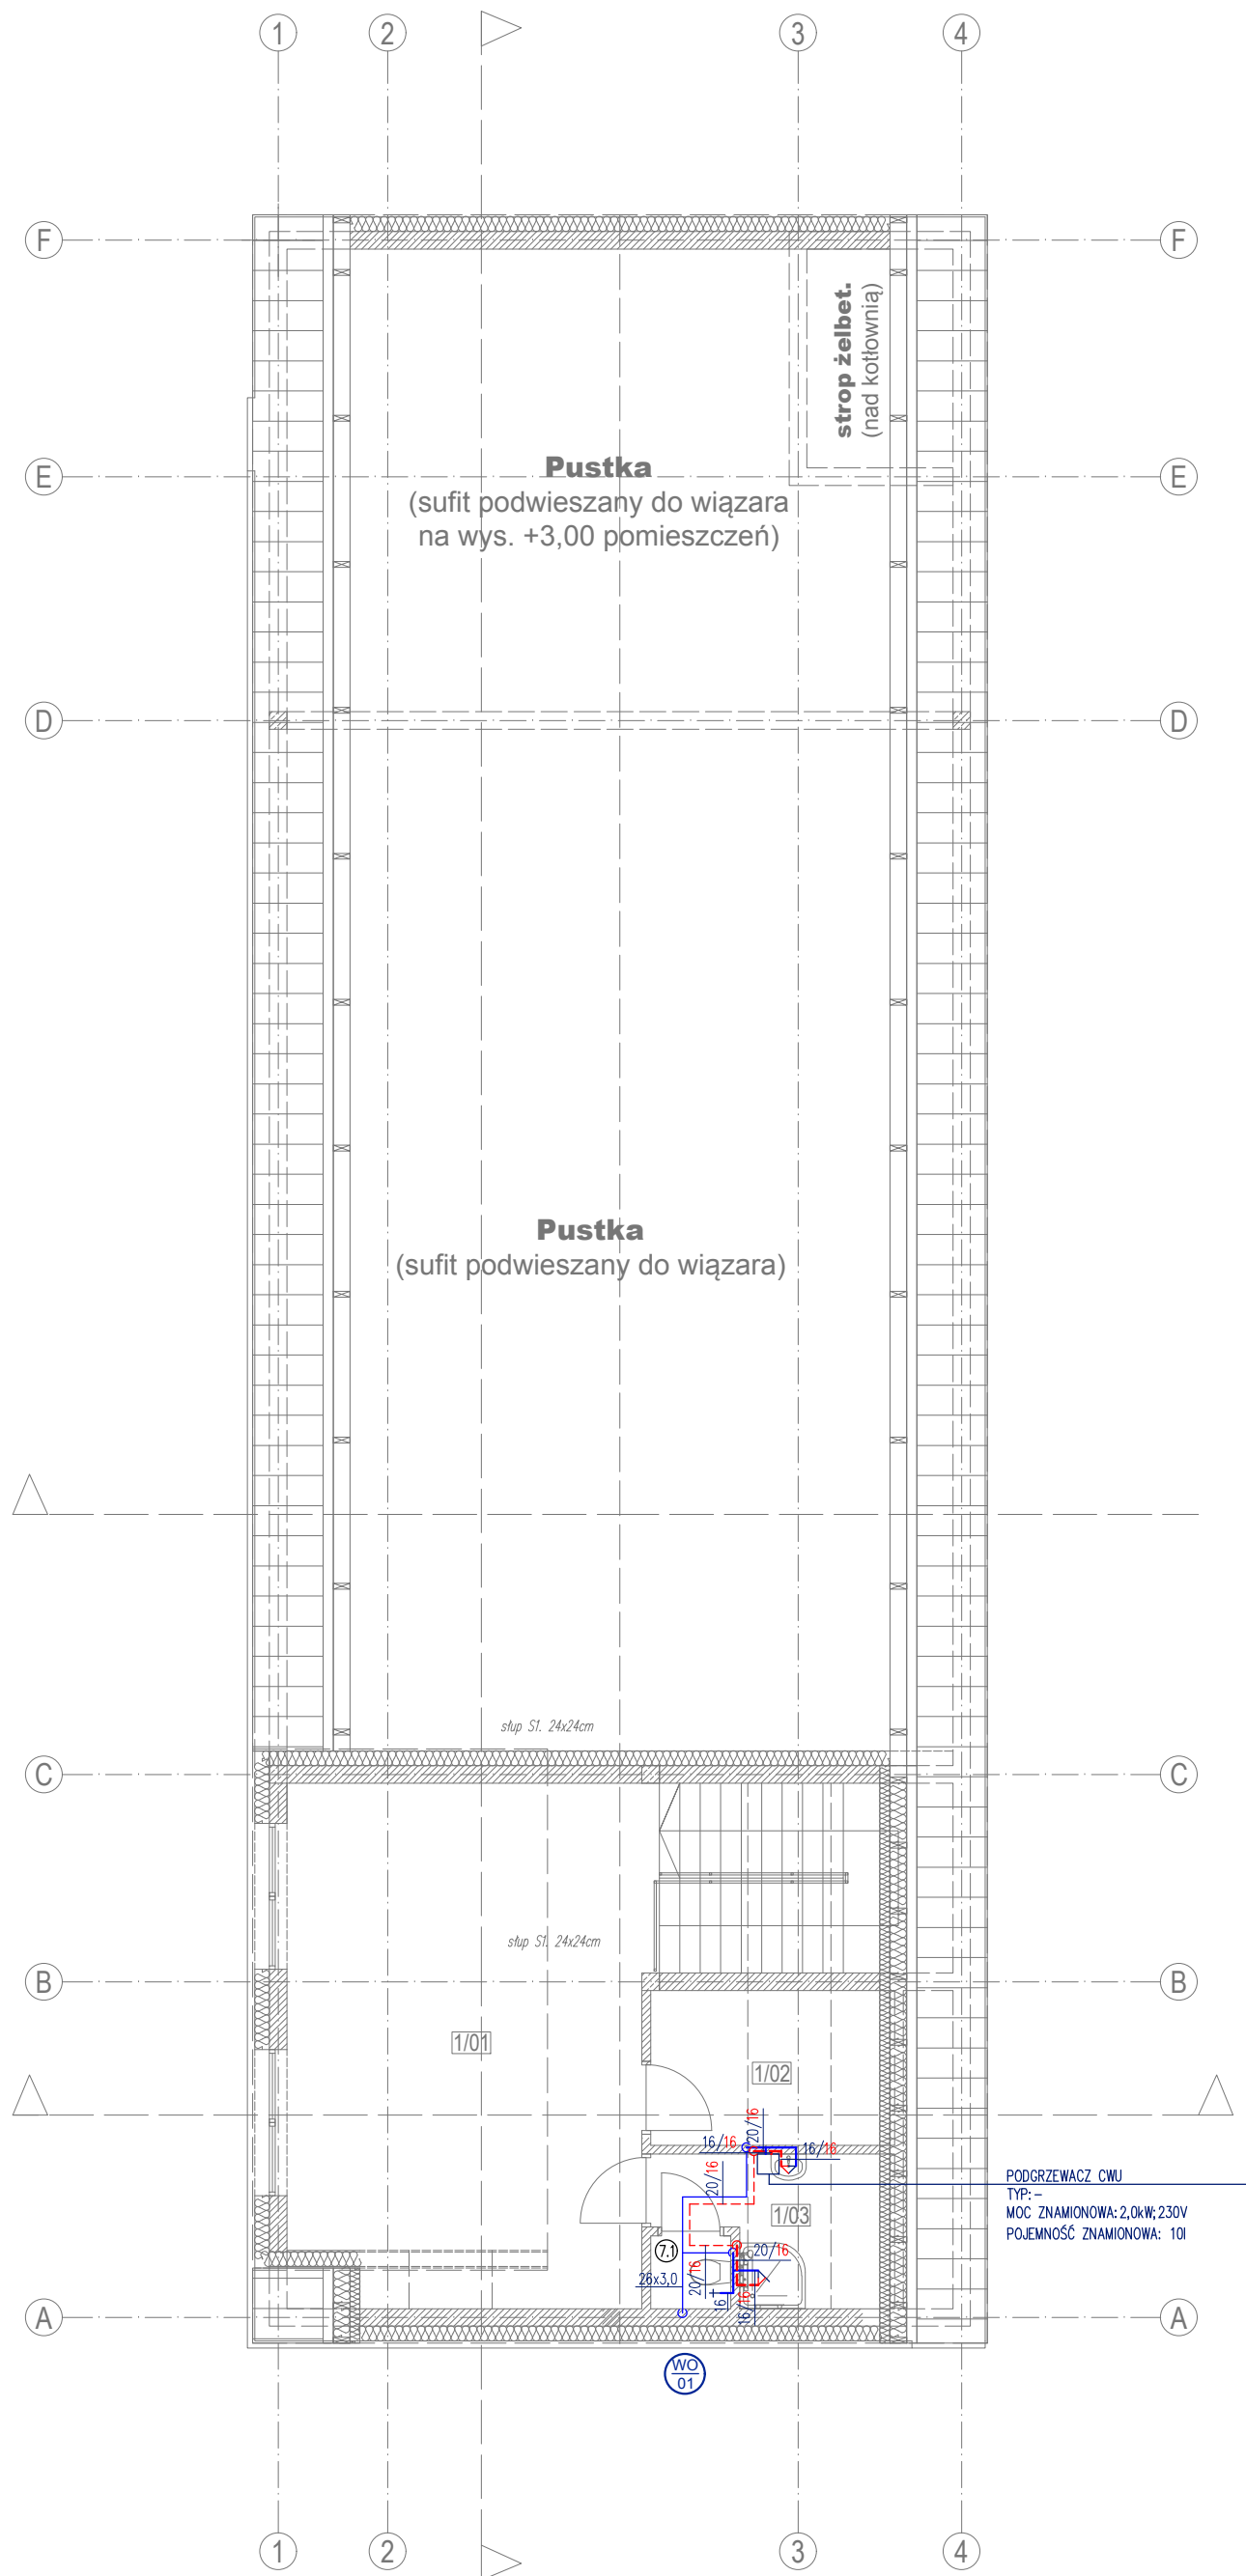 1
2
3
4
F
F
strop żelbet.
(nad kotłownią)
Pustka
(sufit podwieszany do wiązara
na wys. +3,00 pomieszczeń)
E
E
D
D
Pustka
(sufit podwieszany do wiązara)
słup S1. 24x24cm
C
C
słup S1. 24x24cm
B
B
1/01
1/02
20/16
16/16
16/16
20/16
PODGRZEWACZ CWU
TYP: –
MOC ZNAMIONOWA: 2,0kW; 230V
POJEMNOŚĆ ZNAMIONOWA: 10l
1/03
7.1
20/16
20/16
26x3,0
16
16/16
A
A
WO
01
1
2
3
4